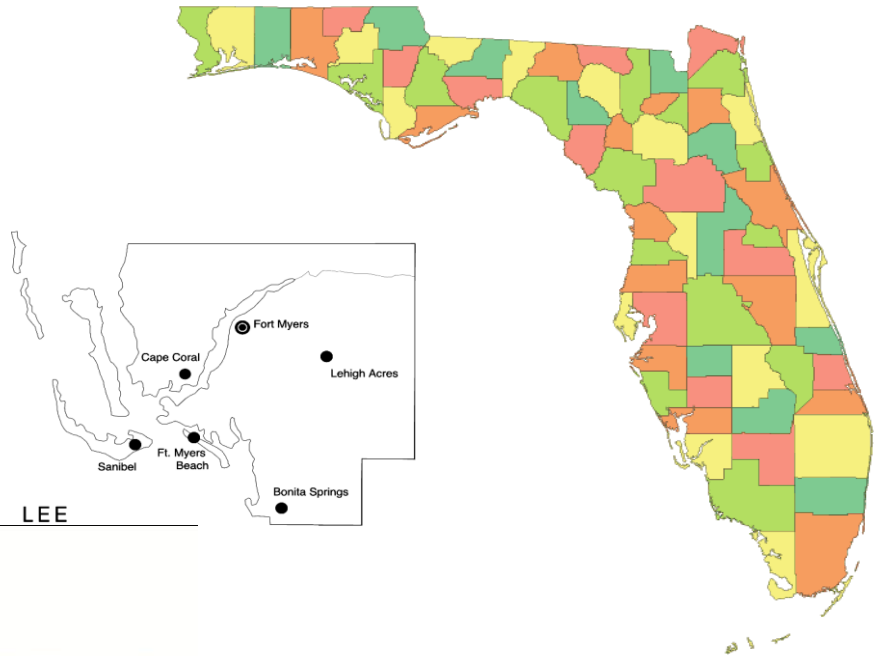 Fort Myers
Cape Coral
Lehigh Acres
Ft. Myers
Beach
Sanibel
Bonita Springs
LEE